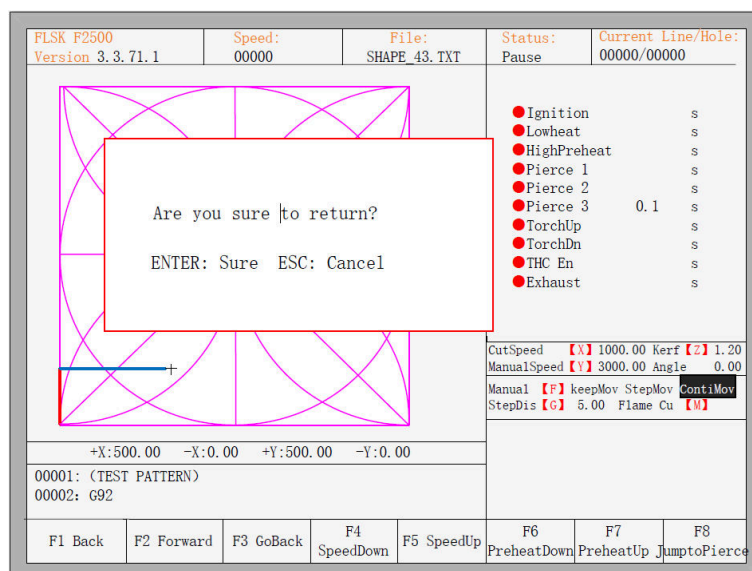 FLSK F2500
Version 3.3.71.1
Speed:
00000
File:
SHAPE_43.TXT
Status:
Pause
Current Line/Hole:
00000/00000
Are you sure to return?
ENTER: Sure ESC: Cancel
Ignition s
Lowheat s
HighPreheat s
Pierce 1 s
Pierce 2 s
Pierce 3 0.1 s
TorchUp s
TorchDn s
THC En s
Exhaust s
CutSpeed 【X】 1000.00 Kerf【Z】 1.20
ManualSpeed【Y】 3000.00 Angle 0.00
Manual 【F】 keepMov StepMov ContiMov
StepDis【G】 5.00 Flame Cu 【M】
+X:500.00 -X:0.00 +Y:500.00 -Y:0.00
00001: (TEST PATTERN)
00002: G92
F1 Back
F2 Forward
F3 GoBack
F4
SpeedDown
F5 SpeedUp
F6
PreheatDown
F7
PreheatUp
F8
JumptoPierce